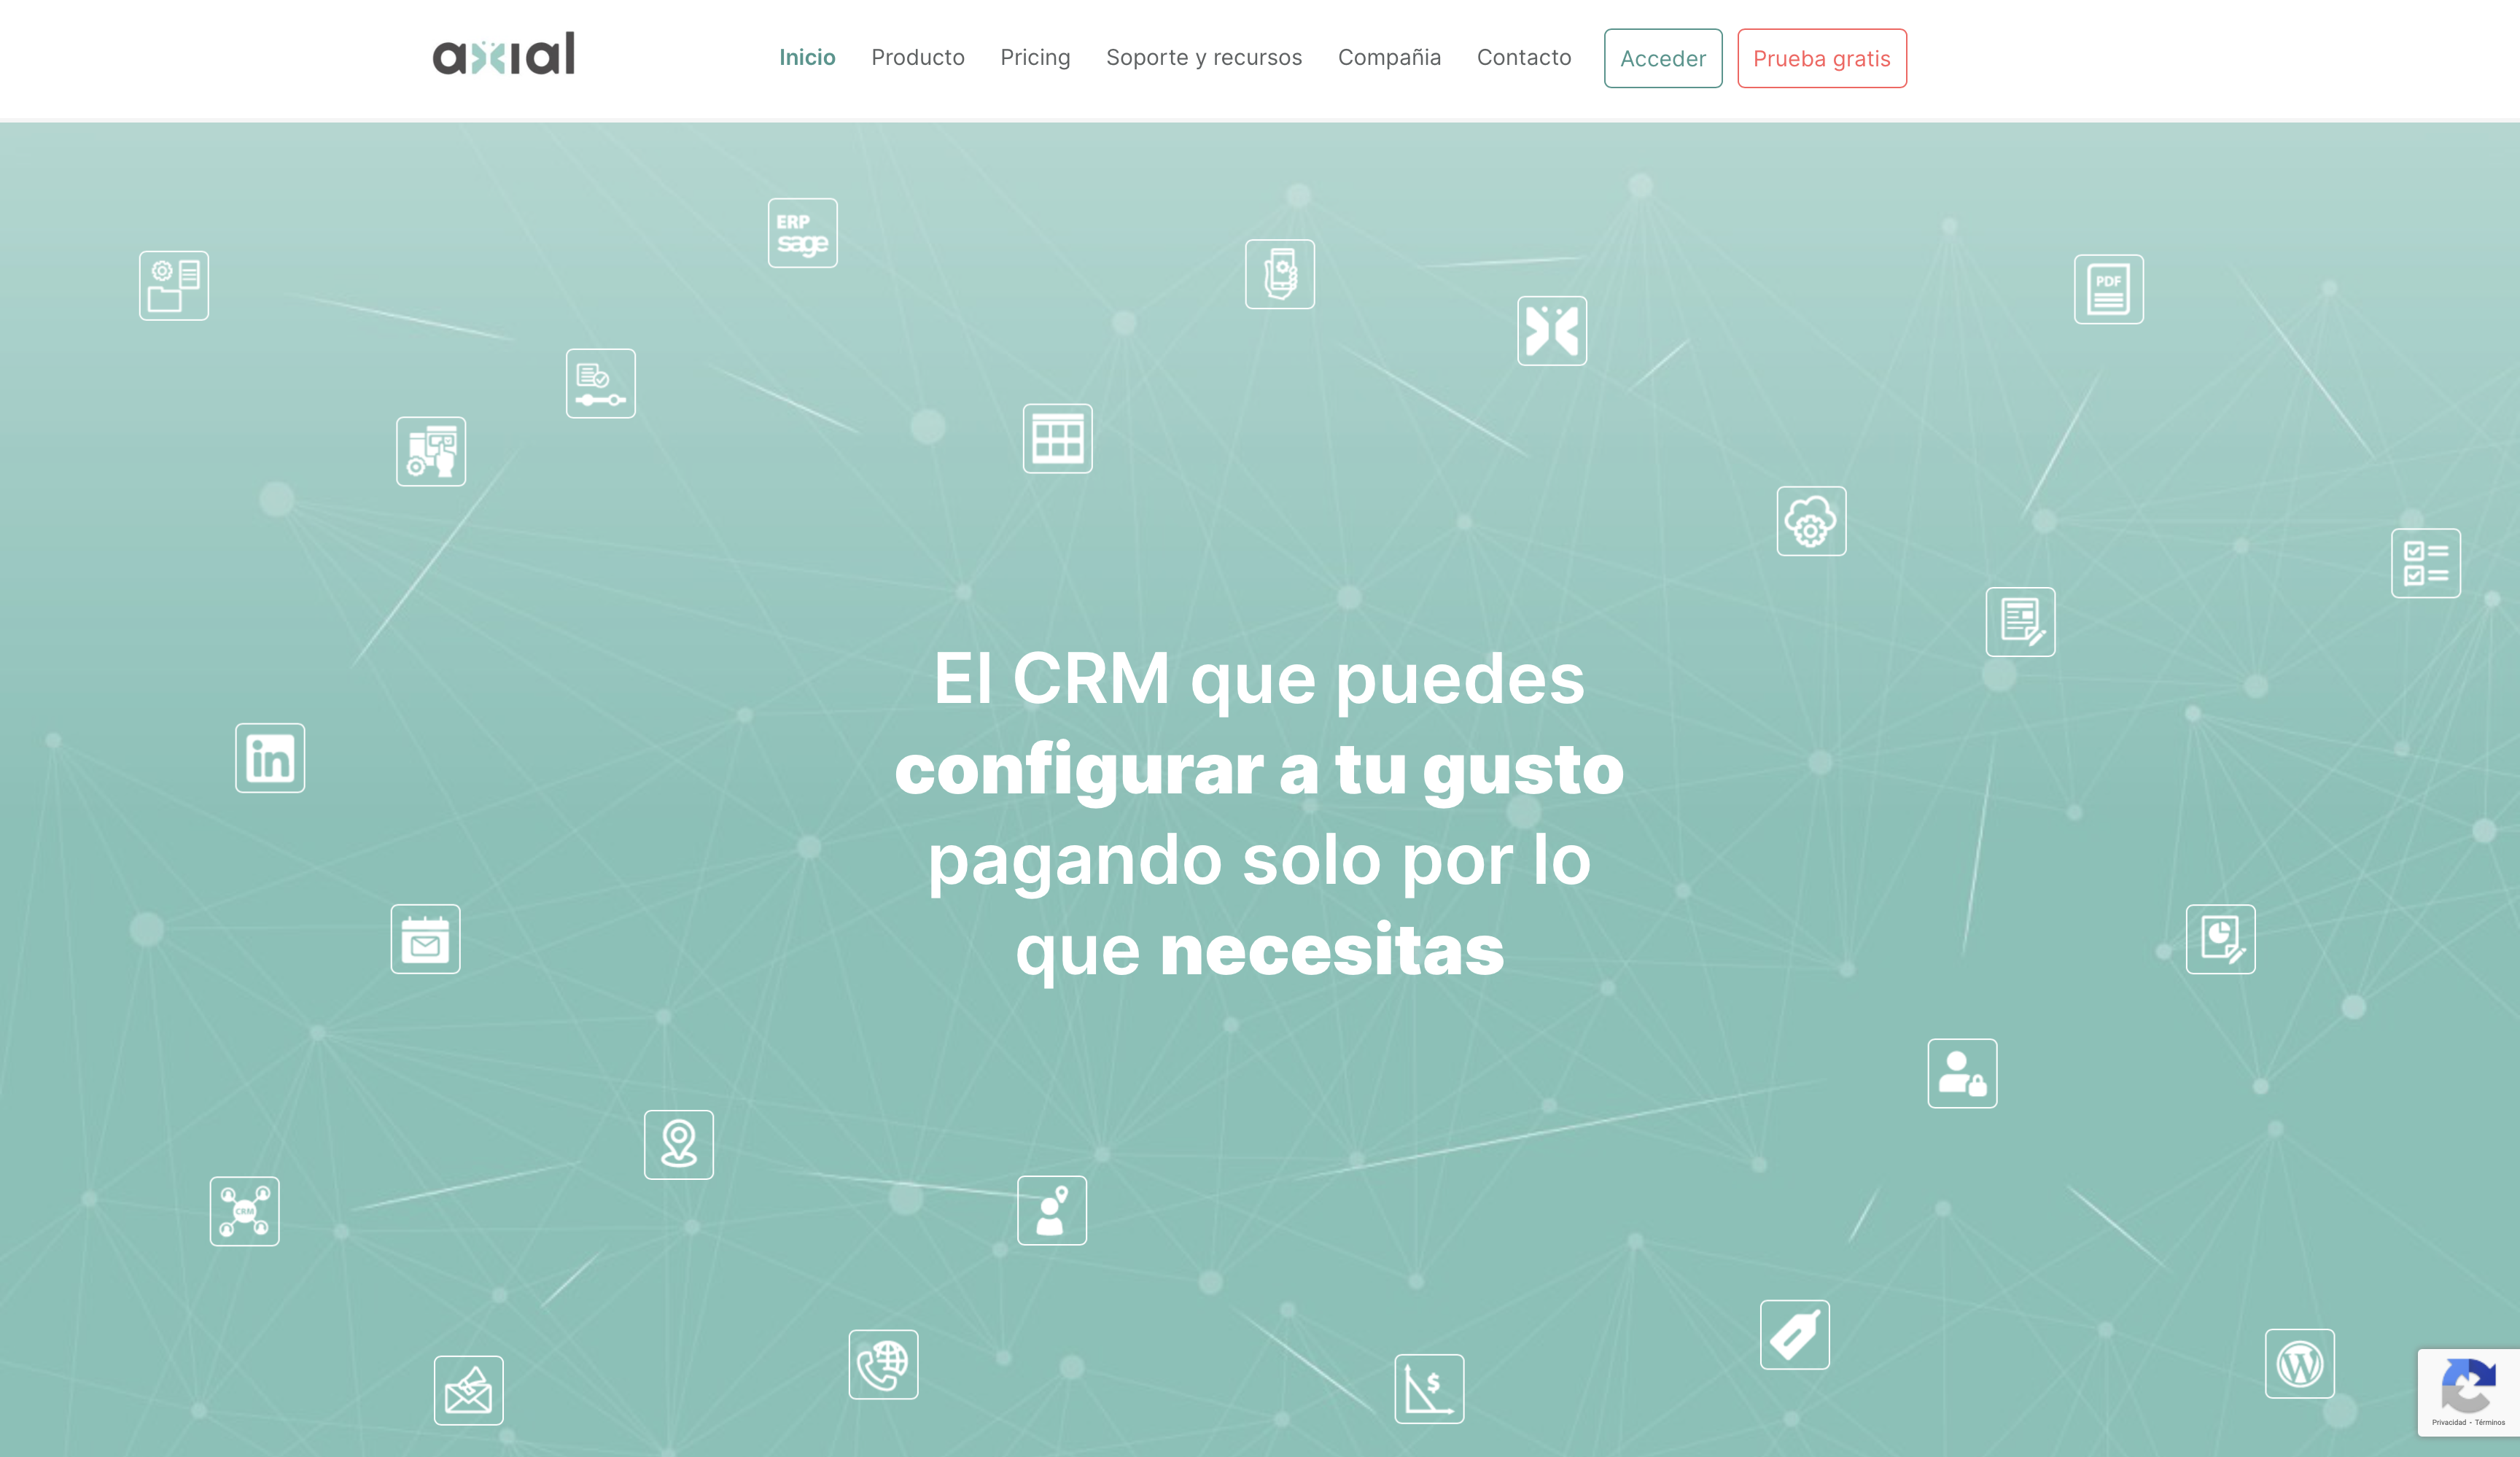 axial
Inicio
Producto
Pricing
Soporte y recursos
Compañia
Contacto
Acceder
Prueba gratis
ERP
sage
PDF
El CRM que puedes
configurar a tu gusto
pagando solo por lo
que necesitas
in
CRM
$
W
Privacidad - Términos